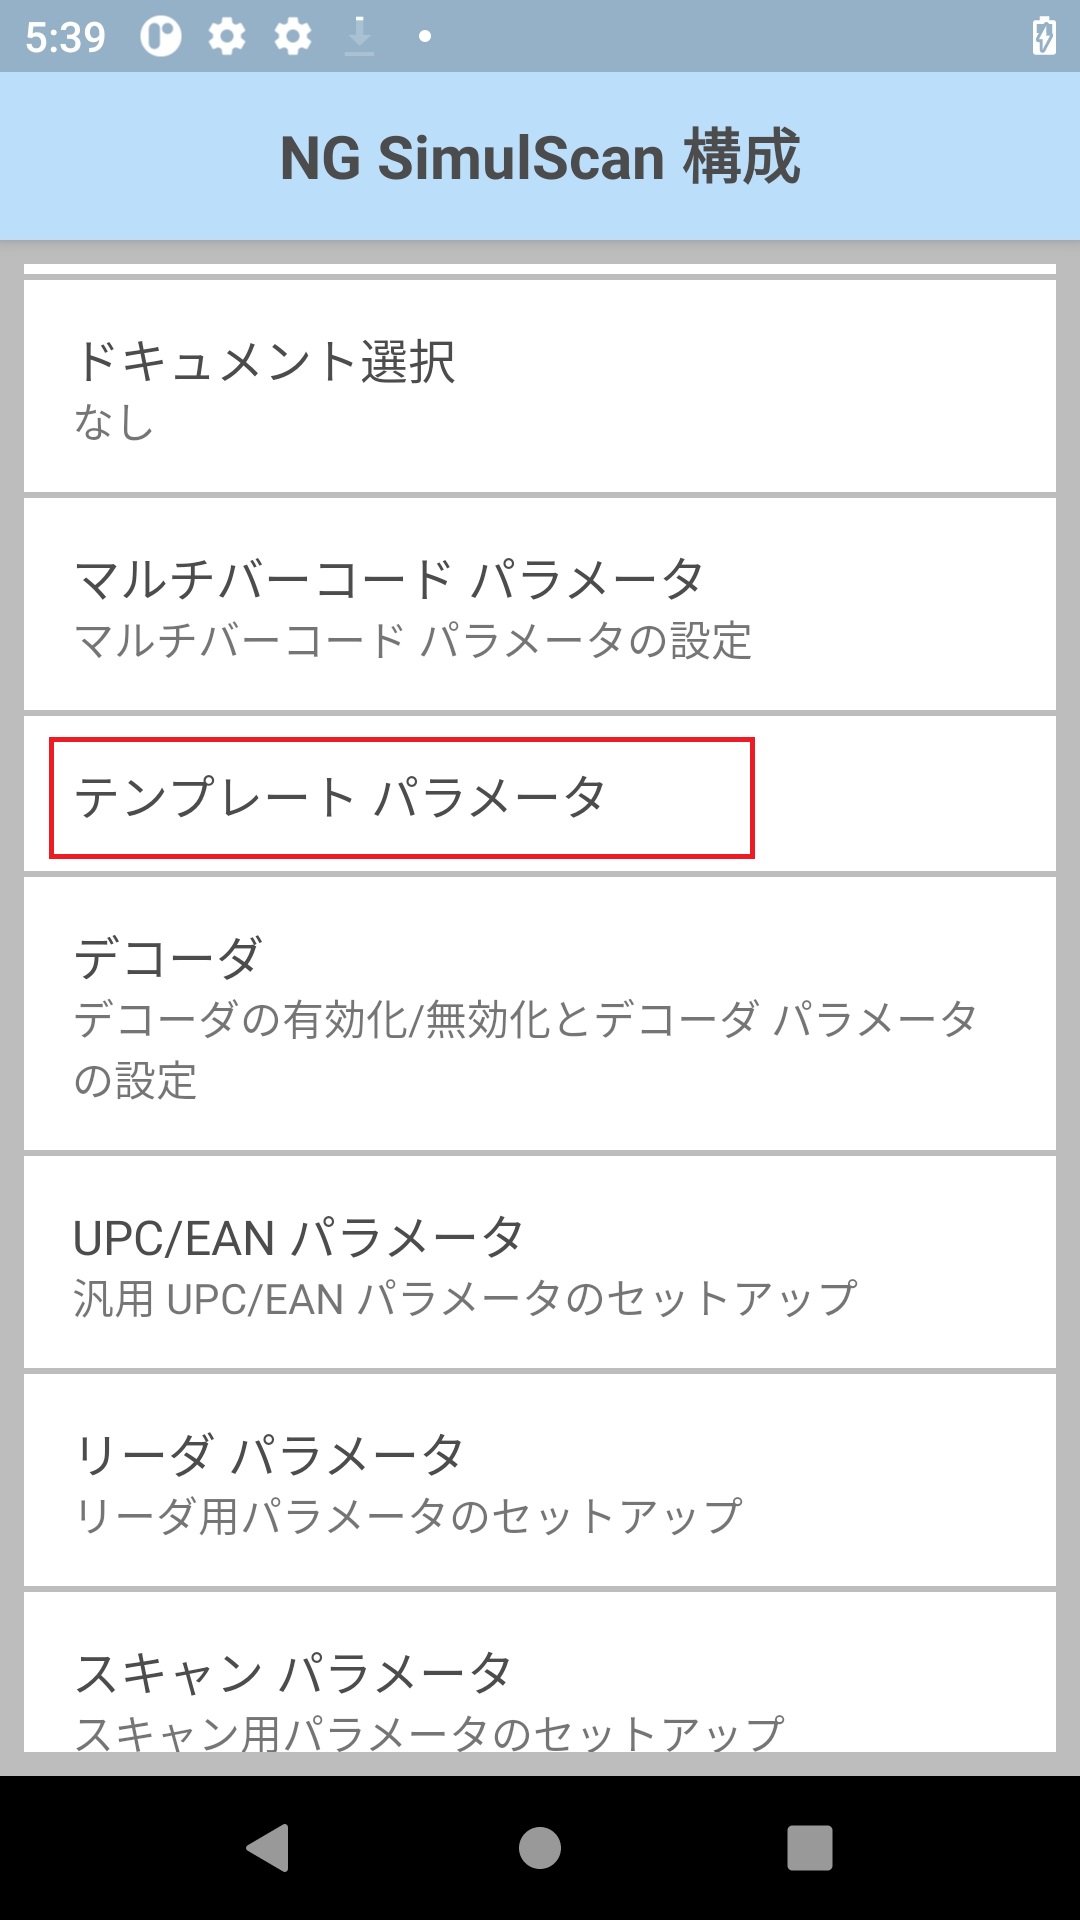 5:39
NG SimulScan 構成
ドキュメント選択
なし
マルチバーコード パラメータ
マルチバーコード パラメータの設定
テンプレート パラメータ
デコーダ
デコーダの有効化/無効化とデコーダ パラメータ
の設定
UPC/EAN パラメータ
汎用 UPC/EAN パラメータのセットアップ
リーダ パラメータ
リーダ用パラメータのセットアップ
スキャン パラメータ
スキャン用パラメータのセットアップ